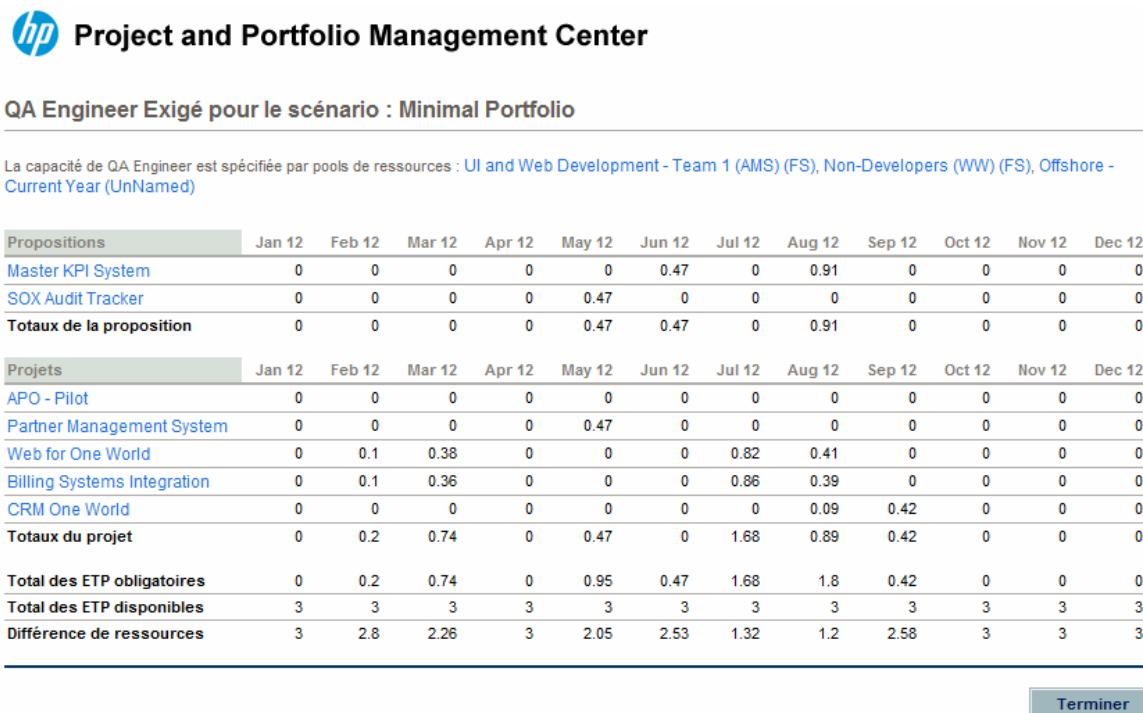 hp Project and Portfolio Management Center
QA Engineer Exigé pour le scénario : Minimal Portfolio
La capacité de QA Engineer est spécifiée par pools de ressources : UI and Web Development - Team 1 (AMS) (FS), Non-Developers (WW) (FS), Offshore -
Current Year (UnNamed)
Propositions Jan 12 Feb 12 Mar 12 Apr 12 May 12 Jun 12 Jul 12 Aug 12 Sep 12 Oct 12 Nov 12 Dec 12
Master KPI System 0 0 0 0 0 0.47 0 0.91 0 0 0 0
SOX Audit Tracker 0 0 0 0 0.47 0 0 0 0 0 0 0
Totaux de la proposition 0 0 0 0 0.47 0.47 0 0.91 0 0 0 0
Projets Jan 12 Feb 12 Mar 12 Apr 12 May 12 Jun 12 Jul 12 Aug 12 Sep 12 Oct 12 Nov 12 Dec 12
APO - Pilot 0 0 0 0 0 0 0 0 0 0 0 0
Partner Management System 0 0 0 0 0.47 0 0 0 0 0 0 0
Web for One World 0 0.1 0.38 0 0 0 0.82 0.41 0 0 0 0
Billing Systems Integration 0 0.1 0.36 0 0 0 0.86 0.39 0 0 0 0
CRM One World 0 0 0 0 0 0 0 0.09 0.42 0 0 0
Totaux du projet 0 0.2 0.74 0 0.47 0 1.68 0.89 0.42 0 0 0
Total des ETP obligatoires 0 0.2 0.74 0 0.95 0.47 1.68 1.8 0.42 0 0 0
Total des ETP disponibles 3 3 3 3 3 3 3 3 3 3 3 3
Différence de ressources 3 2.8 2.26 3 2.05 2.53 1.32 1.2 2.58 3 3 3
Terminer